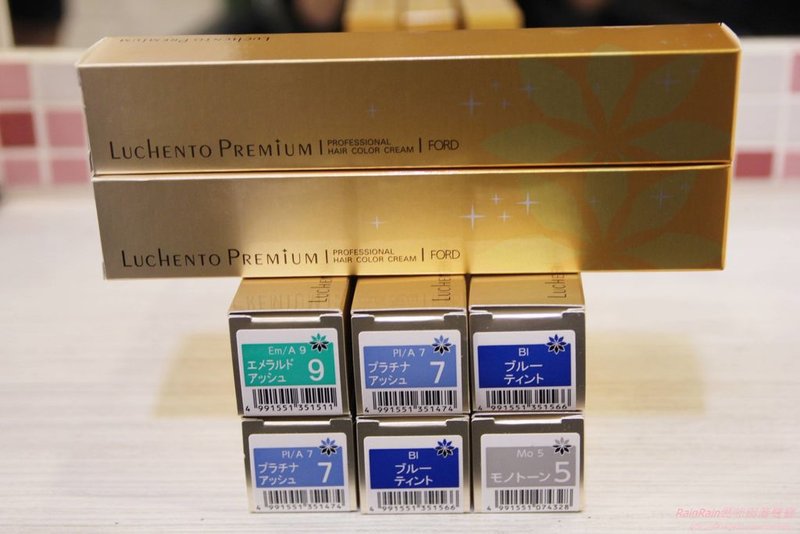 LUCHENTO PREMIUM
LUCHENTO PREMIUM | PROFESSIONAL HAIR COLOR CREAM | FORD
LUCHENTO PREMIUM | PROFESSIONAL HAIR COLOR CREAM | FORD
Em/A 9
エメラルド
アッシュ 9
4 991551 351511
Pl/A 7
プラチナ
アッシュ 7
4 991551 351474
Bl
ブルー
ティント
4 991551 351566
Pl/A 7
プラチナ
アッシュ 7
4 991551 351474
Bl
ブルー
ティント
4 991551 351566
Mo 5
モノトーン 5
4 991551 074328
RainRain